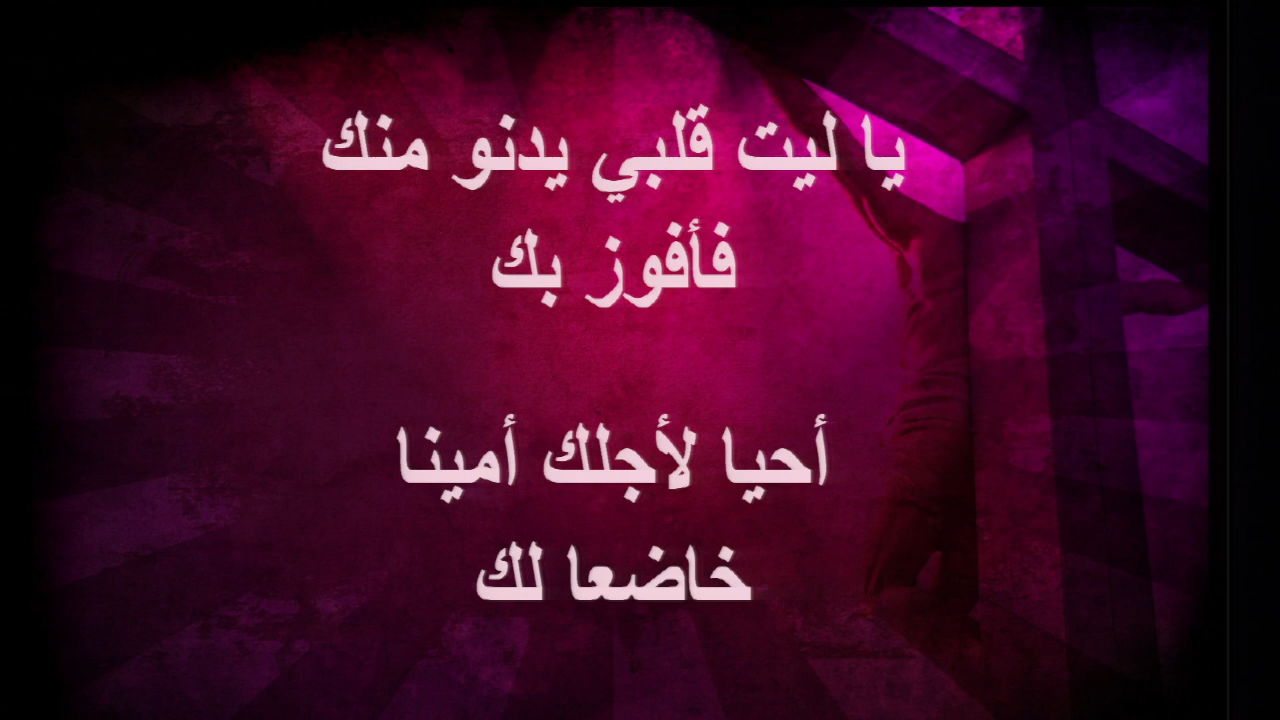 يا ليت قلبي يدنو منك
فأفوز بك
أحيا لأجلك أمينا
خاضعا لك